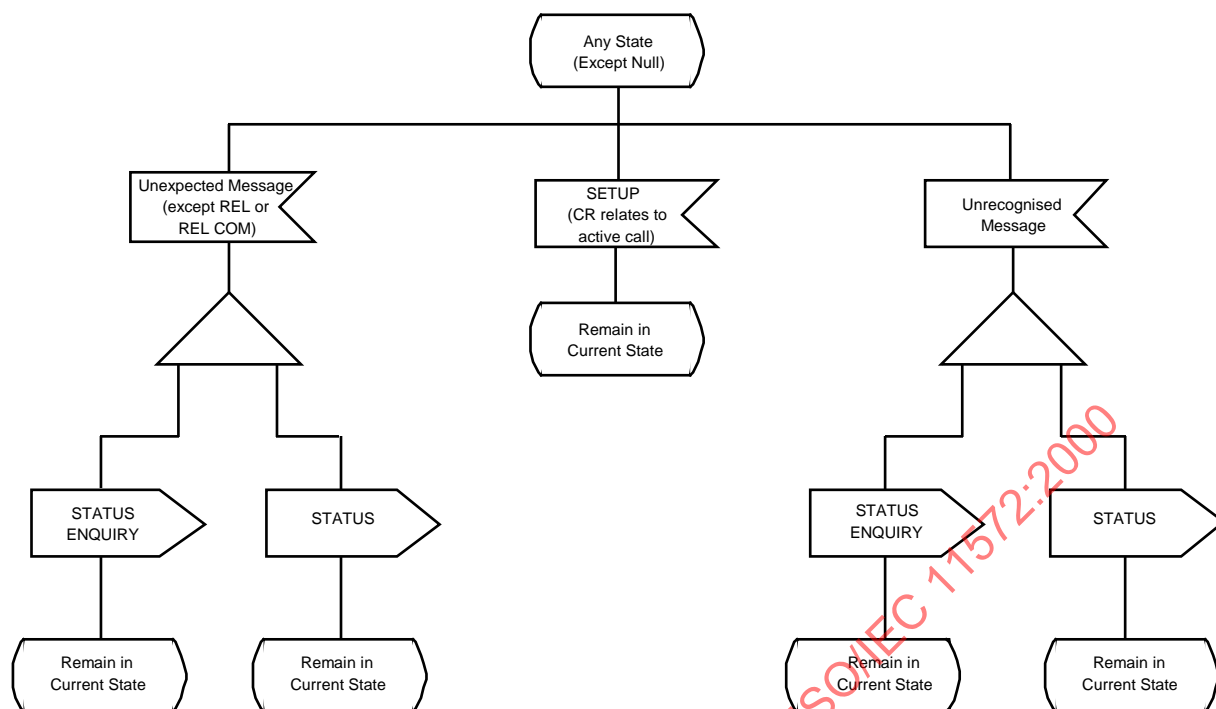 Any State
(Except Null)
Unexpected Message
(except REL or
REL COM)
SETUP
(CR relates to
active call)
Unrecognised
Message
Remain in
Current State
STATUS
ENQUIRY
STATUS
STATUS
ENQUIRY
STATUS
Remain in
Current State
Remain in
Current State
Remain in
Current State
Remain in
Current State
ISO/IEC 11572:2000